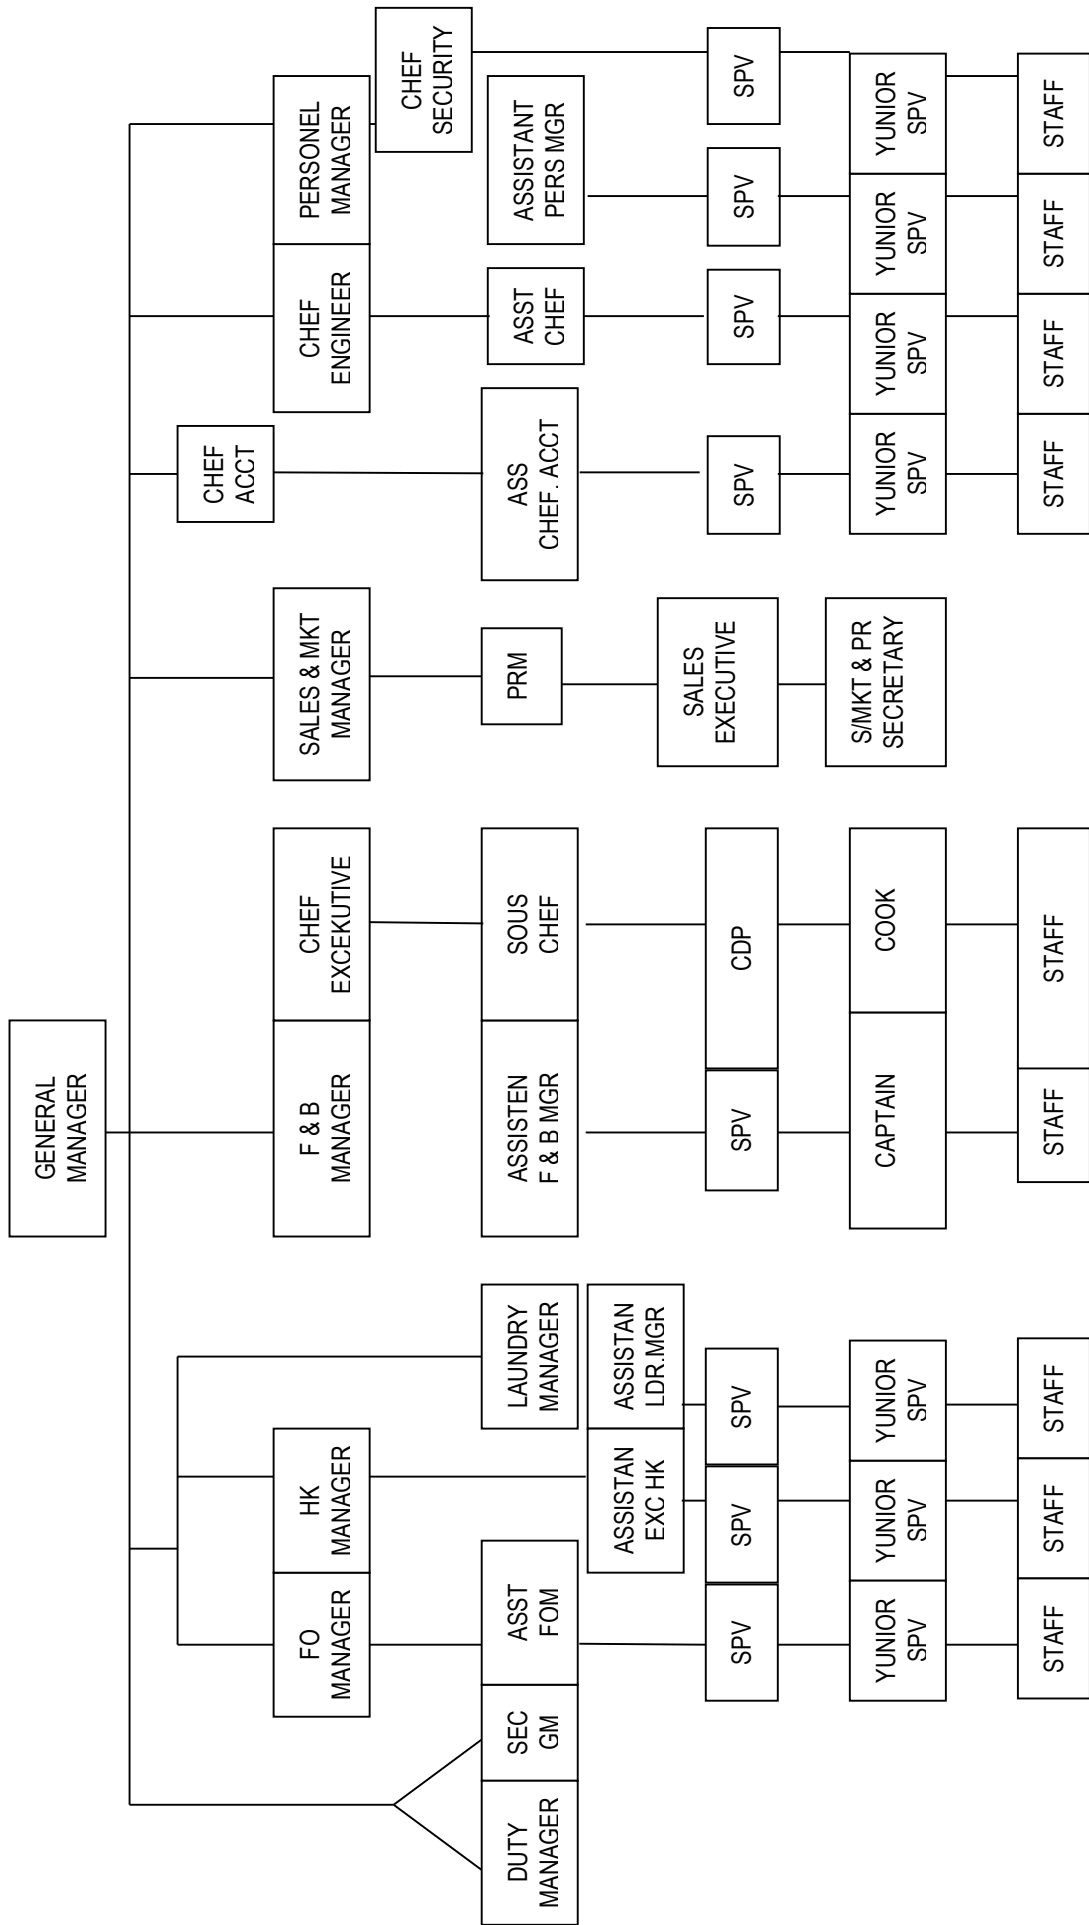 GENERAL
MANAGER
CHEF
ACCT
FO
MANAGER
HK
MANAGER
F & B
MANAGER
CHEF
EXCEKUTIVE
SALES & MKT
MANAGER
CHEF
ENGINEER
PERSONEL
MANAGER
CHEF
SECURITY
DUTY
MANAGER
SEC
GM
ASST
FOM
LAUNDRY
MANAGER
ASSISTEN
F & B MGR
SOUS
CHEF
PRM
ASS
CHEF. ACCT
ASST
CHEF
ASSISTANT
PERS MGR
ASSISTAN
EXC HK
ASSISTAN
LDR.MGR
SALES
EXECUTIVE
SPV
SPV
SPV
SPV
CDP
SPV
SPV
SPV
SPV
S/MKT & PR
SECRETARY
YUNIOR
SPV
YUNIOR
SPV
YUNIOR
SPV
CAPTAIN
COOK
YUNIOR
SPV
YUNIOR
SPV
YUNIOR
SPV
YUNIOR
SPV
STAFF
STAFF
STAFF
STAFF
STAFF
STAFF
STAFF
STAFF
STAFF